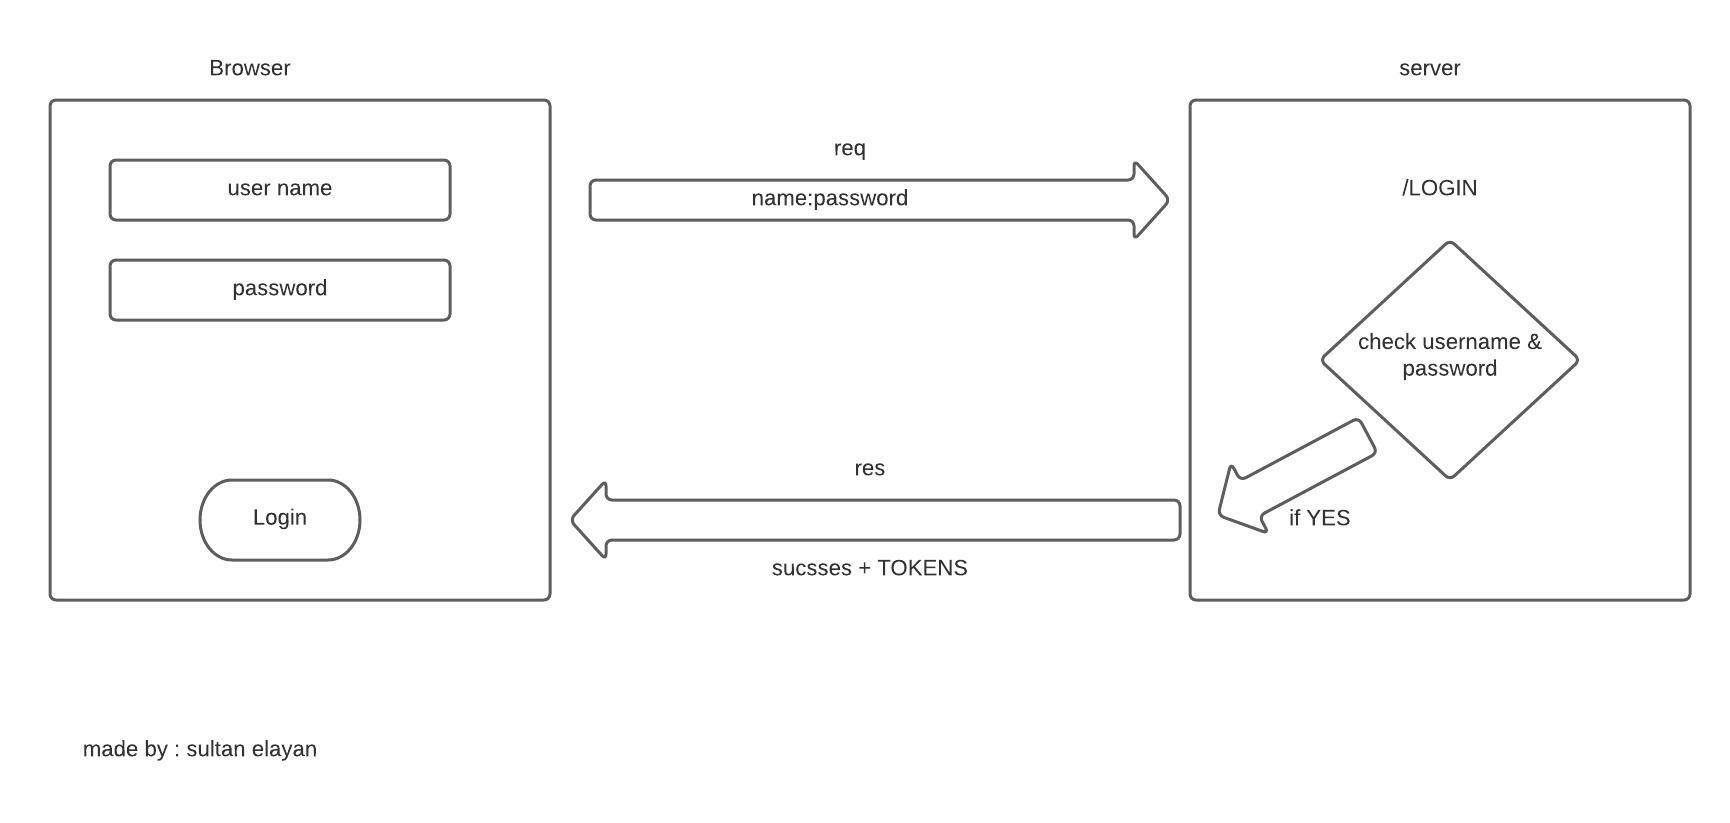 Browser
server
user name
password
Login
req
name:password
/LOGIN
check username &
password
if YES
res
sucsses + TOKENS
made by : sultan elayan